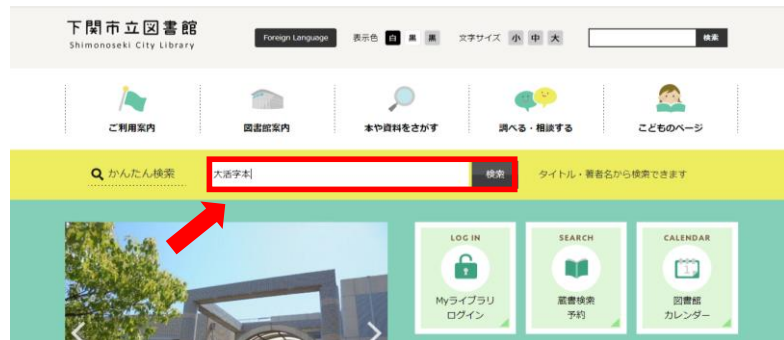 下関市立図書館
Shimonoseki City Library
Foreign Language 表示色 白 黒 黒 文字サイズ 小 中 大 検索
ご利用案内 図書館案内 本や資料をさがす 調べる・相談する こどものページ
かんたん検索 大活字本 検索 タイトル・著者名から検索できます
LOG IN SEARCH CALENDAR
Myライブラリ 蔵書検索 図書館
ログイン 予約 カレンダー